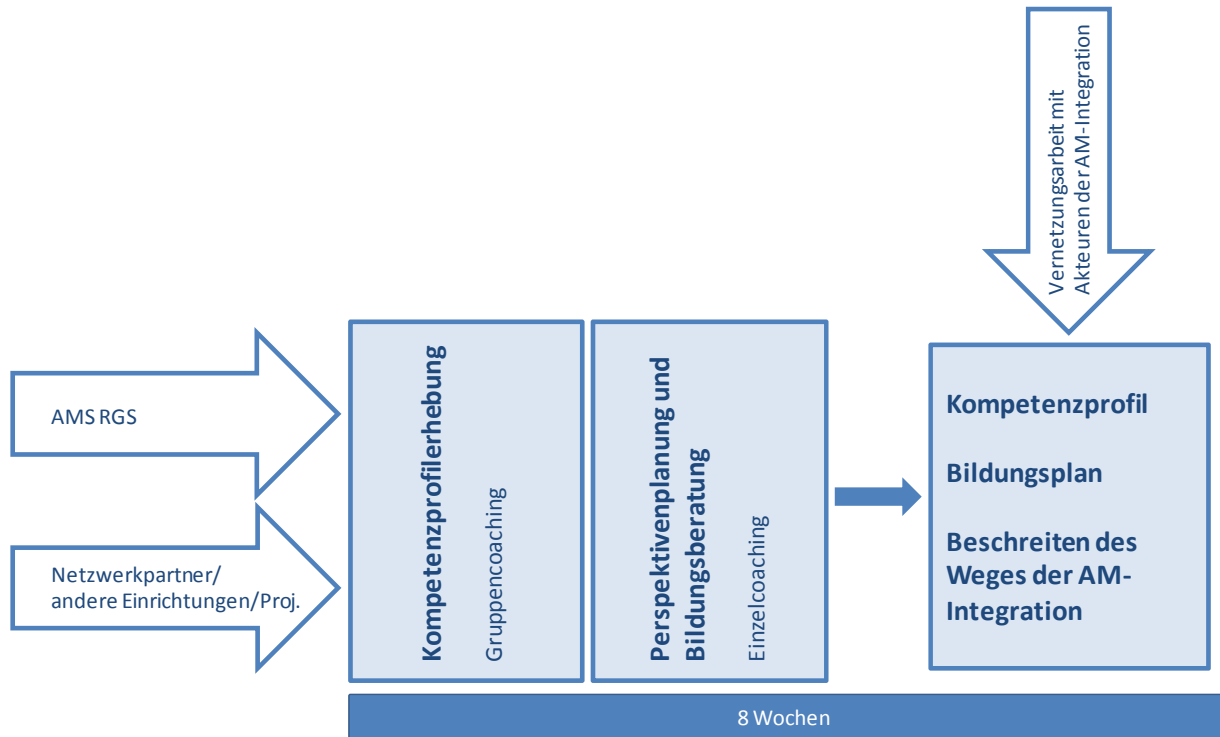 Vernetzungsarbeit mit
Akteuren der AM-Integration
AMS RGS
Netzwerkpartner/
andere Einrichtungen/Proj.
Kompetenzprofilerhebung
Gruppencoaching
Perspektivenplanung und
Bildungsberatung
Einzelcoaching
Kompetenzprofil
Bildungsplan
Beschreiten des
Weges der AM-
Integration
8 Wochen